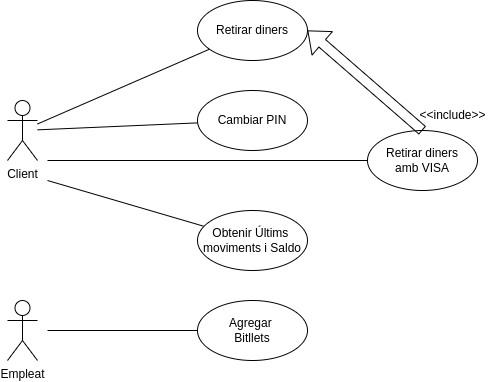 Retirar diners
<<include>>
Cambiar PIN
Retirar diners
amb VISA
Client
Obtenir Últims
moviments i Saldo
Agregar
Bitllets
Empleat